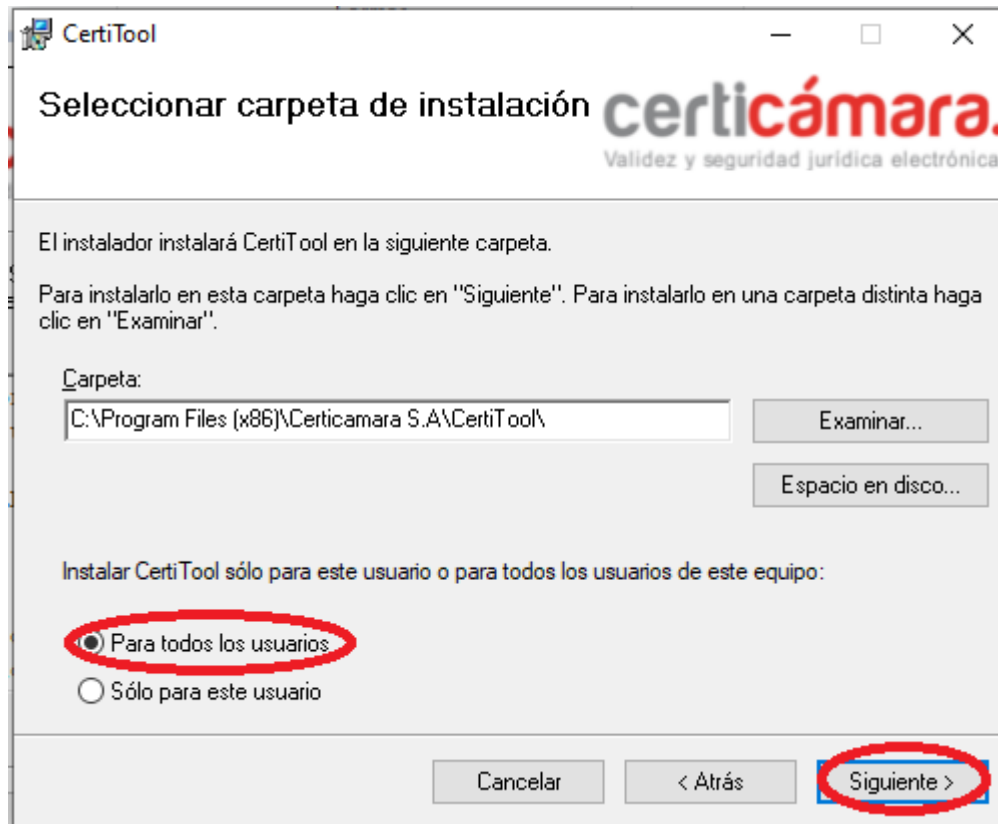 CertiTool
Seleccionar carpeta de instalación
certicámara.
Validez y seguridad jurídica electrónica
El instalador instalará CertiTool en la siguiente carpeta.
Para instalarlo en esta carpeta haga clic en "Siguiente". Para instalarlo en una carpeta distinta haga
clic en "Examinar".
Carpeta:
C:\Program Files (x86)\Certicamara S.A\CertiTool\
Examinar...
Espacio en disco...
Instalar CertiTool sólo para este usuario o para todos los usuarios de este equipo:
Para todos los usuarios
Sólo para este usuario
Cancelar
< Atrás
Siguiente >